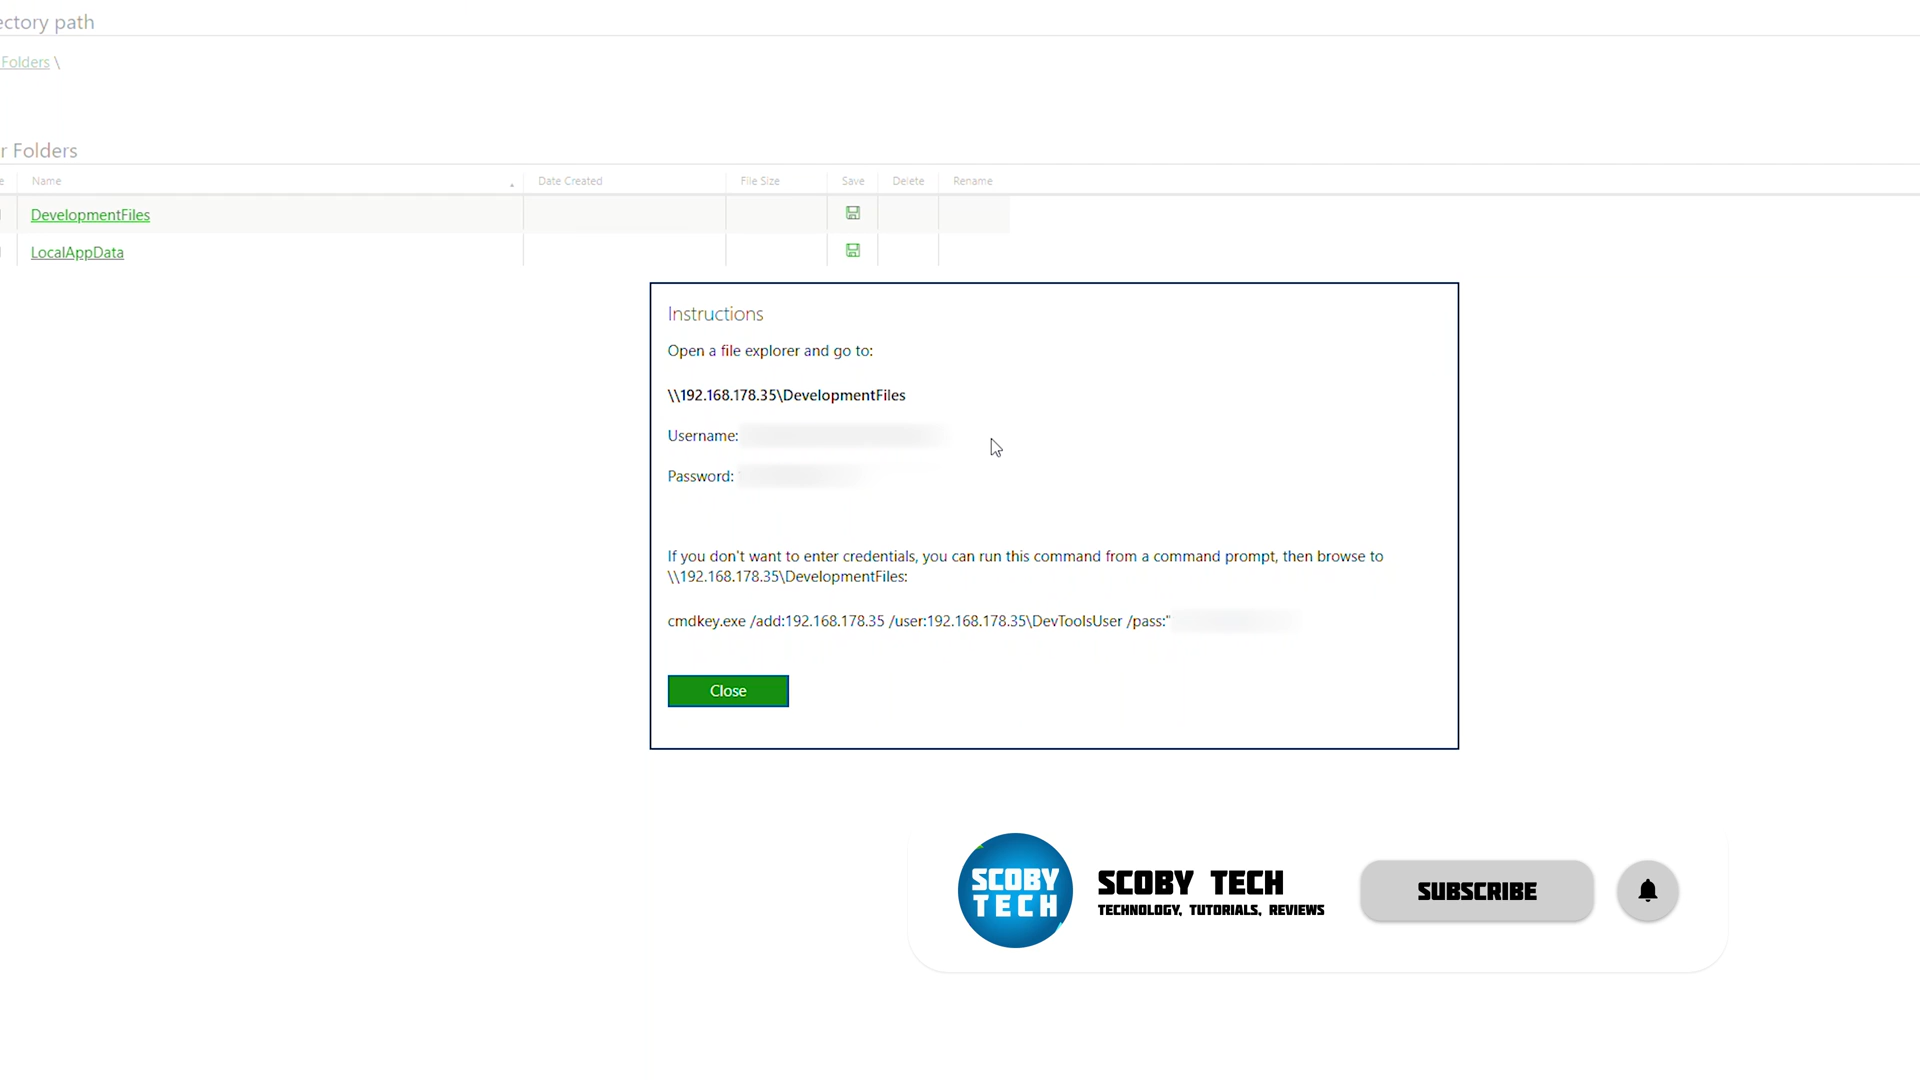 ectory path
Folders \
r Folders
e Name Date Created File Size Save Delete Rename
DevelopmentFiles
LocalAppData
Instructions
Open a file explorer and go to:
\\192.168.178.35\DevelopmentFiles
Username:
Password:
If you don't want to enter credentials, you can run this command from a command prompt, then browse to
\\192.168.178.35\DevelopmentFiles:
cmdkey.exe /add:192.168.178.35 /user:192.168.178.35\DevToolsUser /pass:"
Close
SCOBY
TECH
SCOBY TECH
TECHNOLOGY, TUTORIALS, REVIEWS
SUBSCRIBE